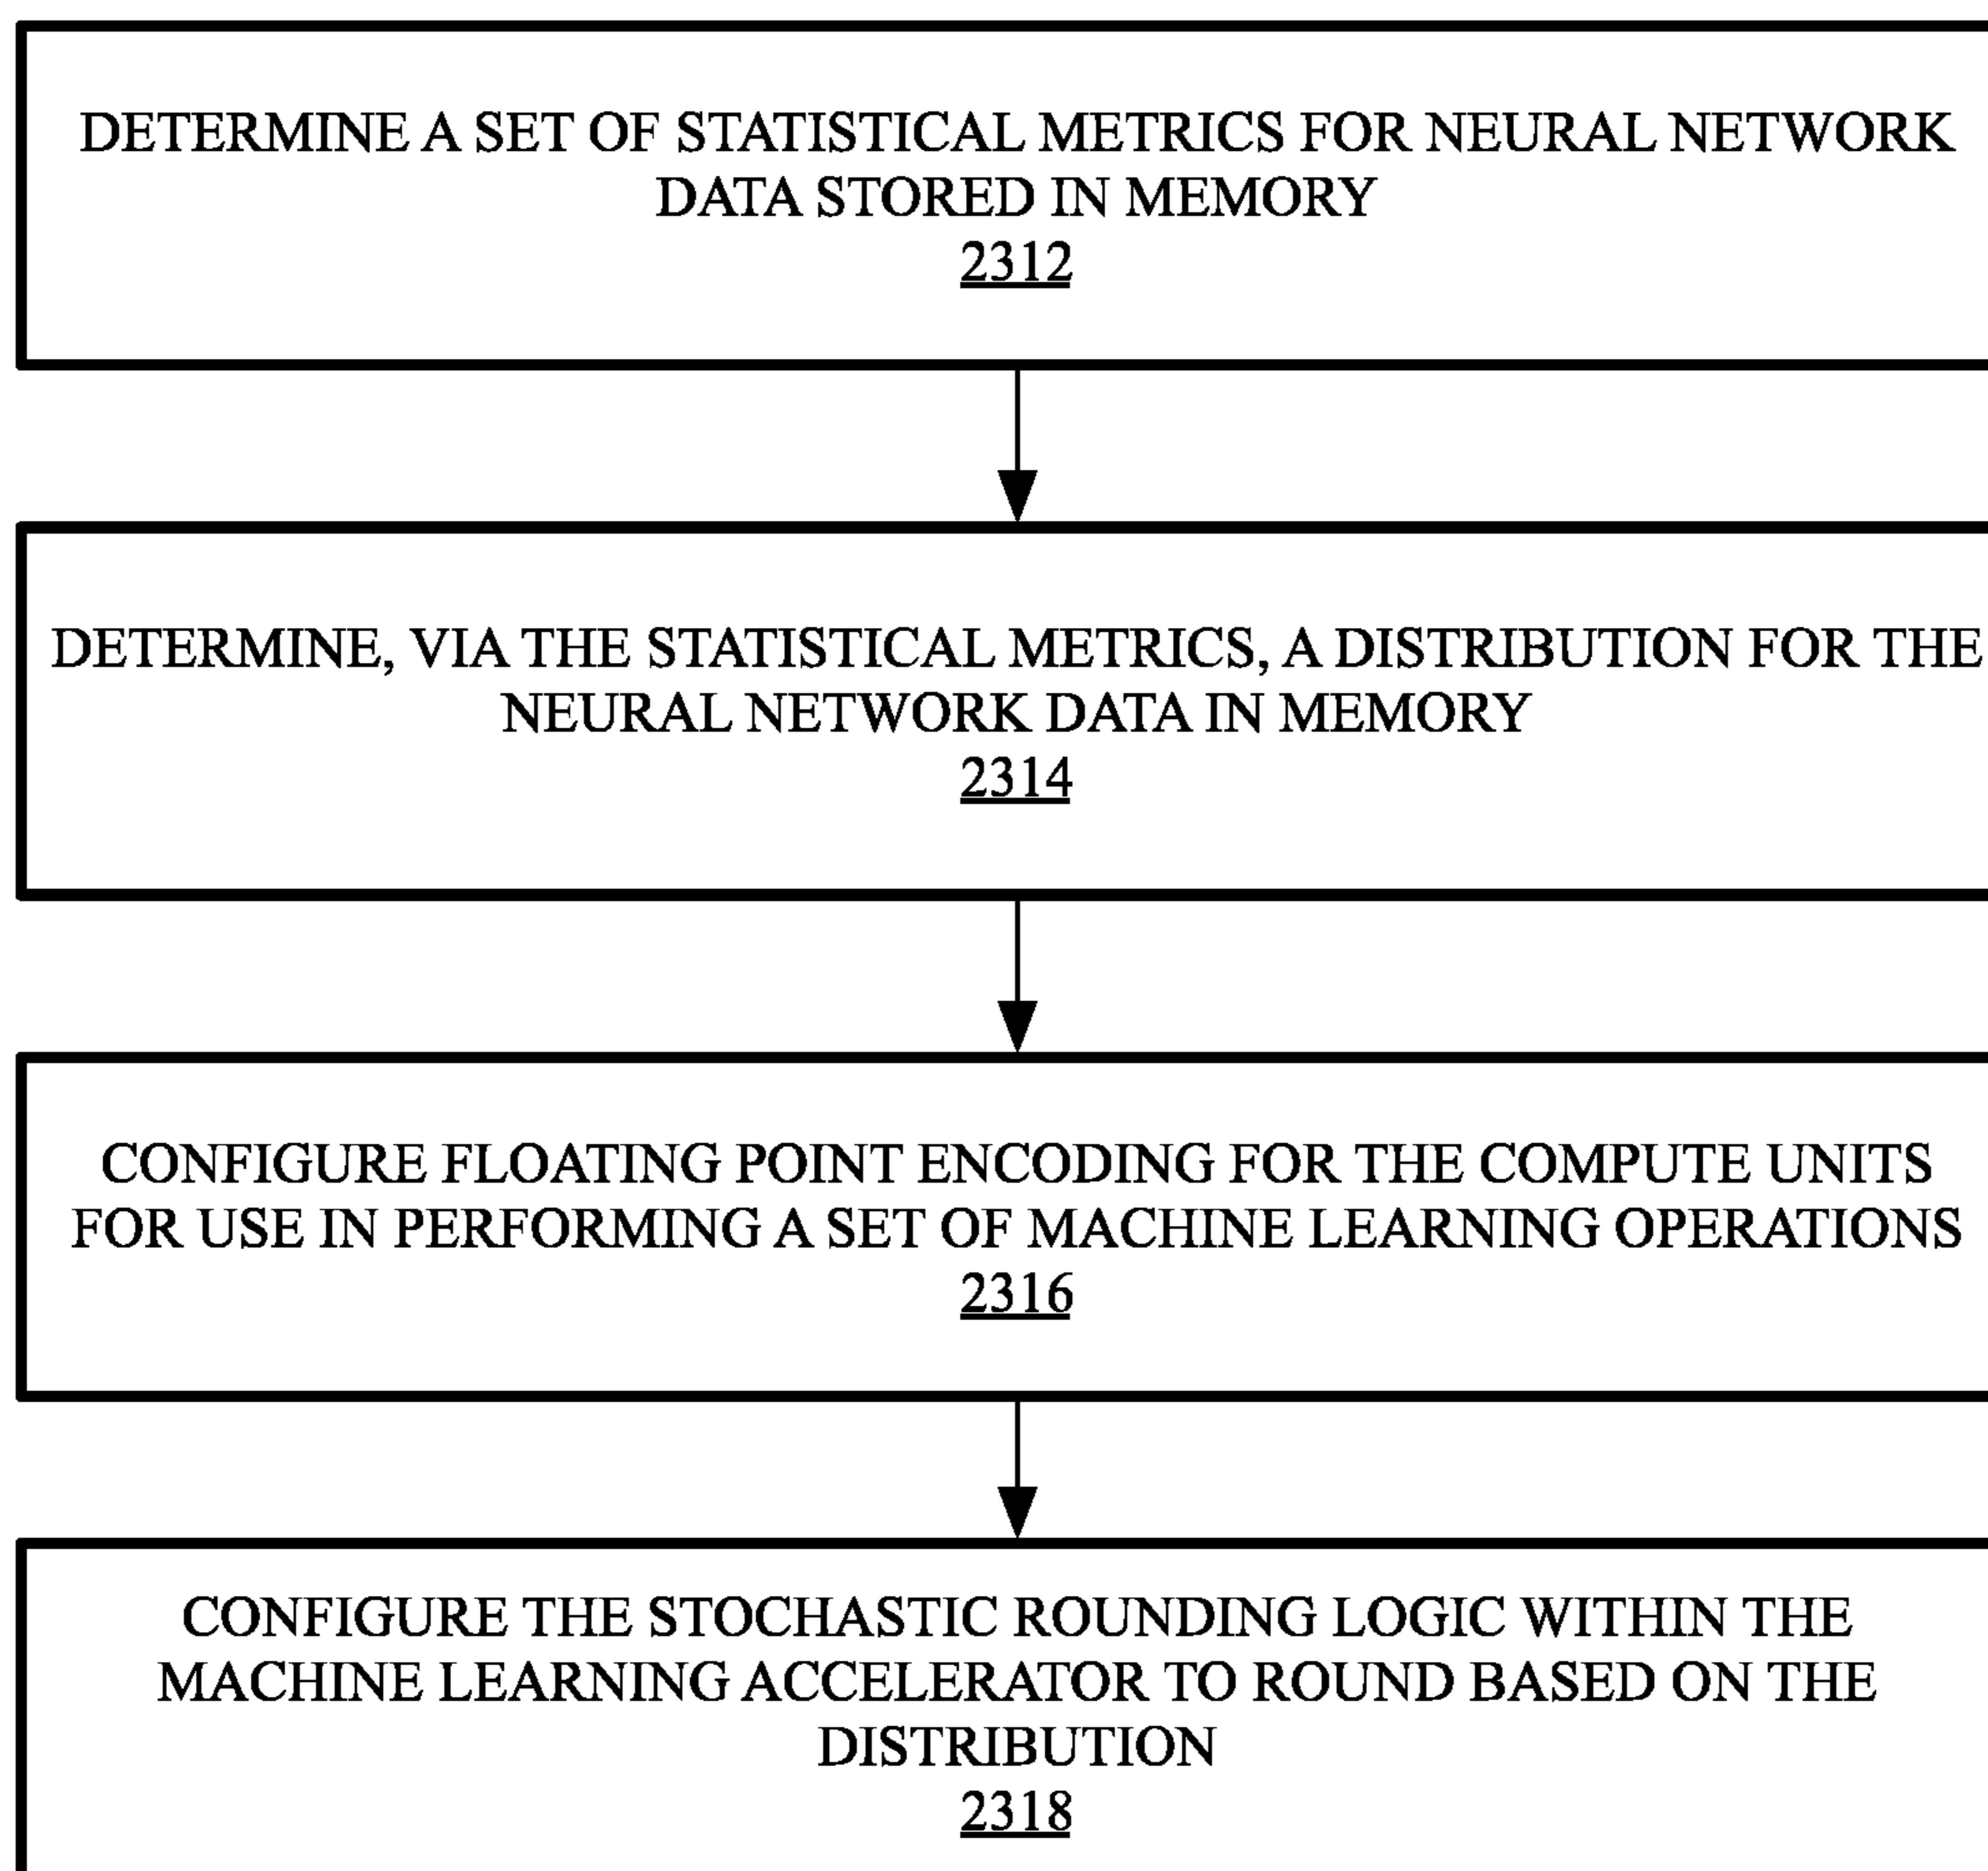 DETERMINE A SET OF STATISTICAL METRICS FOR NEURAL NETWORK
DATA STORED IN MEMORY
2312
DETERMINE, VIA THE STATISTICAL METRICS, A DISTRIBUTION FOR THE
NEURAL NETWORK DATA IN MEMORY
2314
CONFIGURE FLOATING POINT ENCODING FOR THE COMPUTE UNITS
FOR USE IN PERFORMING A SET OF MACHINE LEARNING OPERATIONS
2316
CONFIGURE THE STOCHASTIC ROUNDING LOGIC WITHIN THE
MACHINE LEARNING ACCELERATOR TO ROUND BASED ON THE
DISTRIBUTION
2318